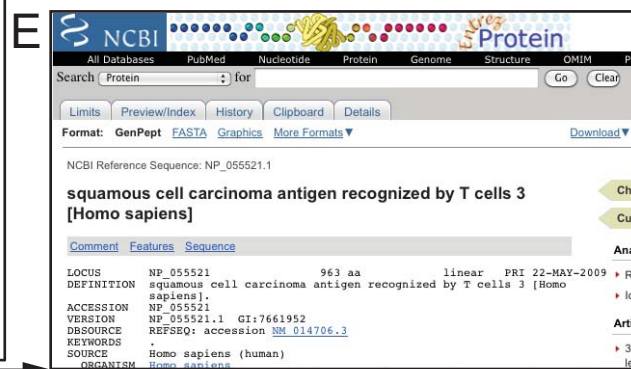 E
NCBI
Entrez Protein
All Databases PubMed Nucleotide Protein Genome Structure OMIM
Search Protein for Go Clear
Limits Preview/Index History Clipboard Details
Format: GenPept FASTA Graphics More Formats▼ Download▼
NCBI Reference Sequence: NP_055521.1
squamous cell carcinoma antigen recognized by T cells 3
[Homo sapiens]
Comment Features Sequence
LOCUS NP_055521 963 aa linear PRI 22-MAY-2009
DEFINITION squamous cell carcinoma antigen recognized by T cells 3 [Homo
sapiens].
ACCESSION NP_055521
VERSION NP_055521.1 GI:7661952
DBSOURCE REFSEQ: accession NM_014706.3
KEYWORDS .
SOURCE Homo sapiens (human)
ORGANISM Homo sapiens